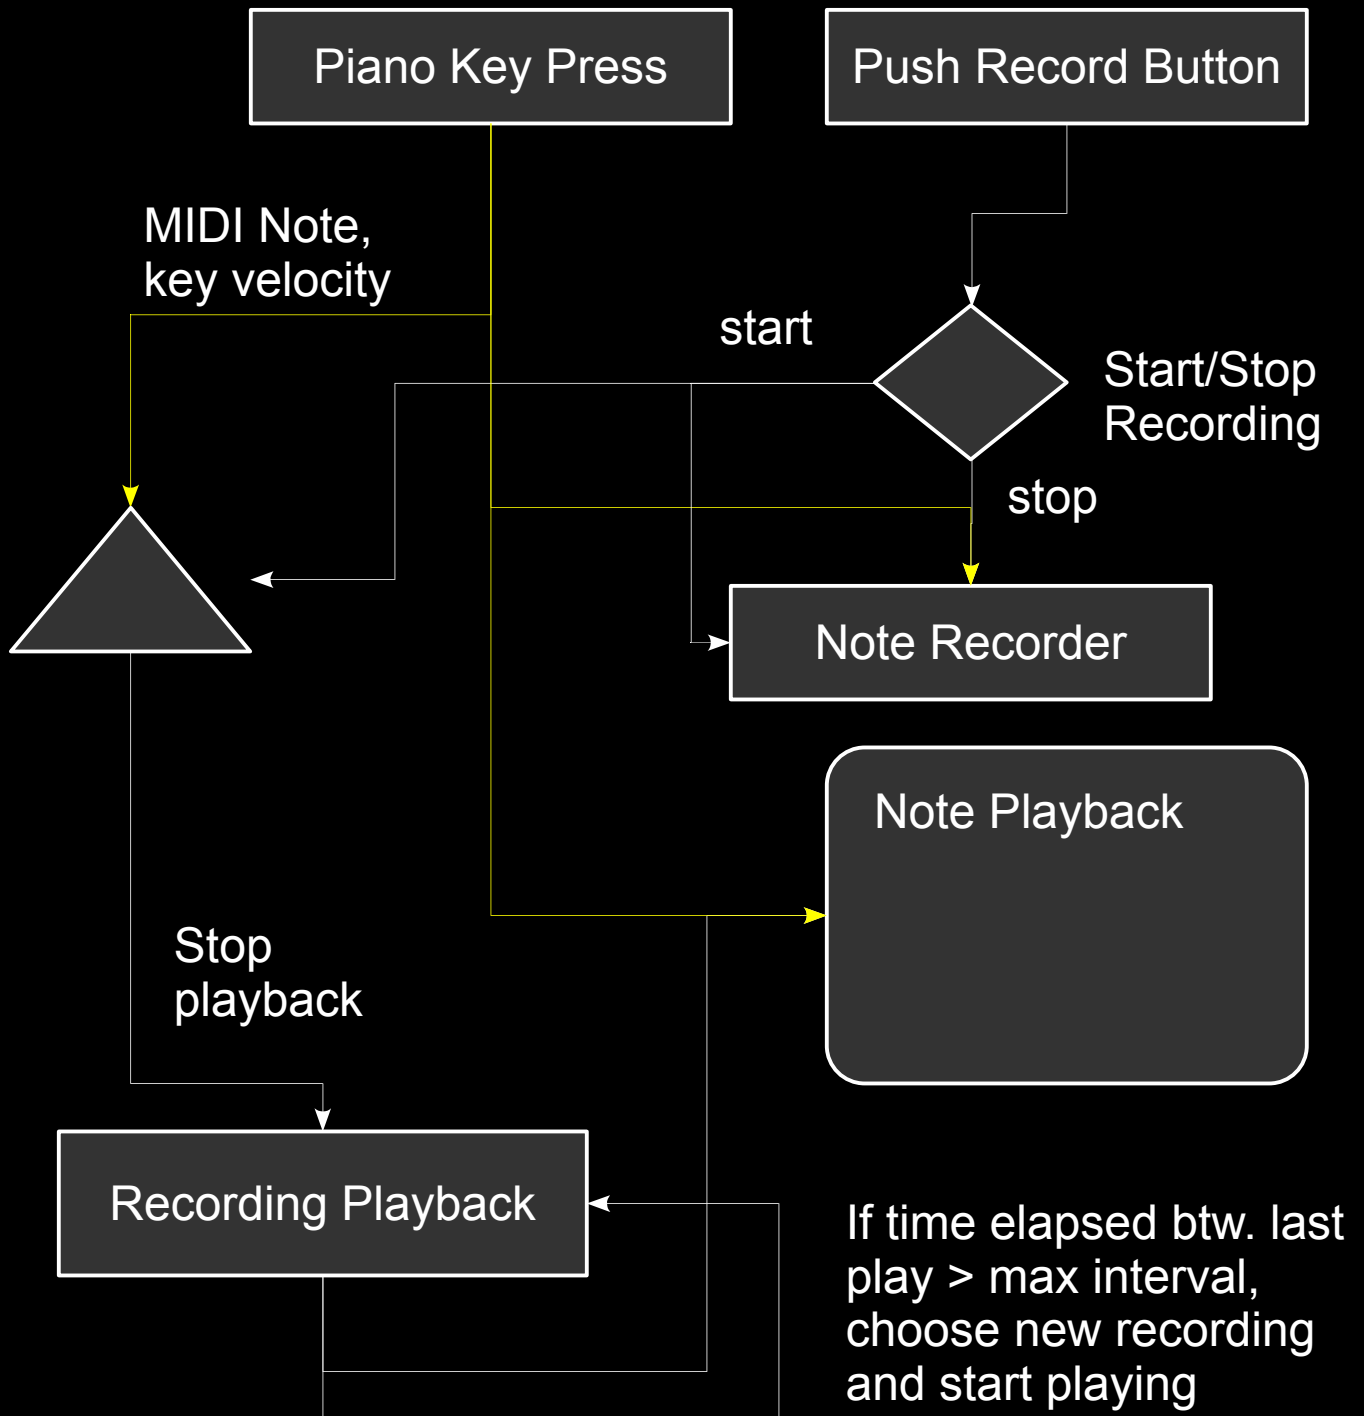 Piano Key Press
Push Record Button
MIDI Note,
key velocity
start
Start/Stop
Recording
stop
Note Recorder
Note Playback
Stop
playback
Recording Playback
If time elapsed btw. last
play > max interval,
choose new recording
and start playing